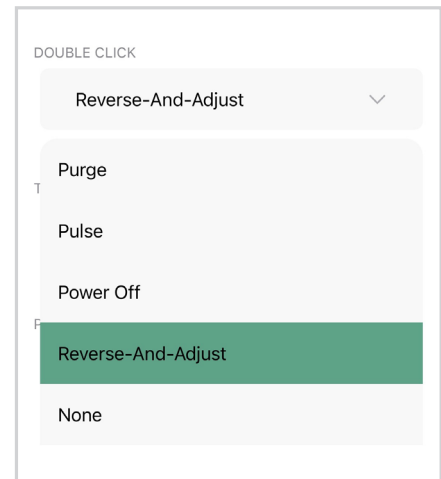 DOUBLE CLICK
Reverse-And-Adjust
Purge
Pulse
Power Off
Reverse-And-Adjust
None